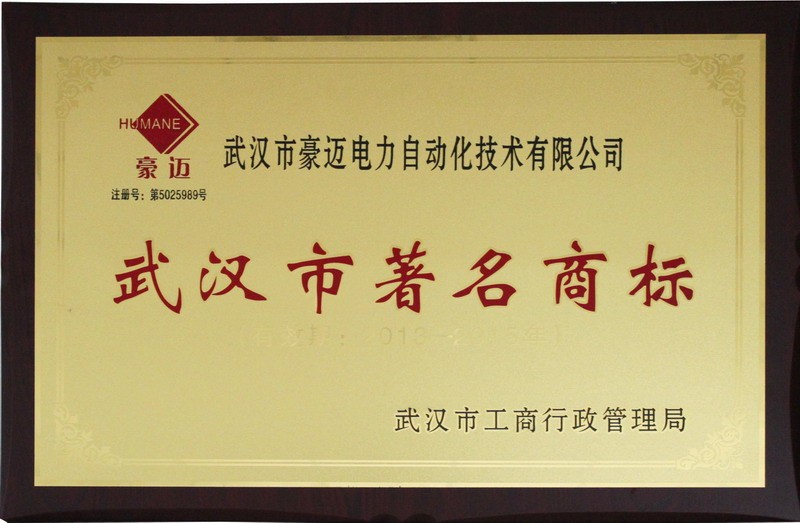 HUMANE
豪迈
注册号：第5025989号
武汉市豪迈电力自动化技术有限公司
武汉市著名商标
武汉市工商行政管理局